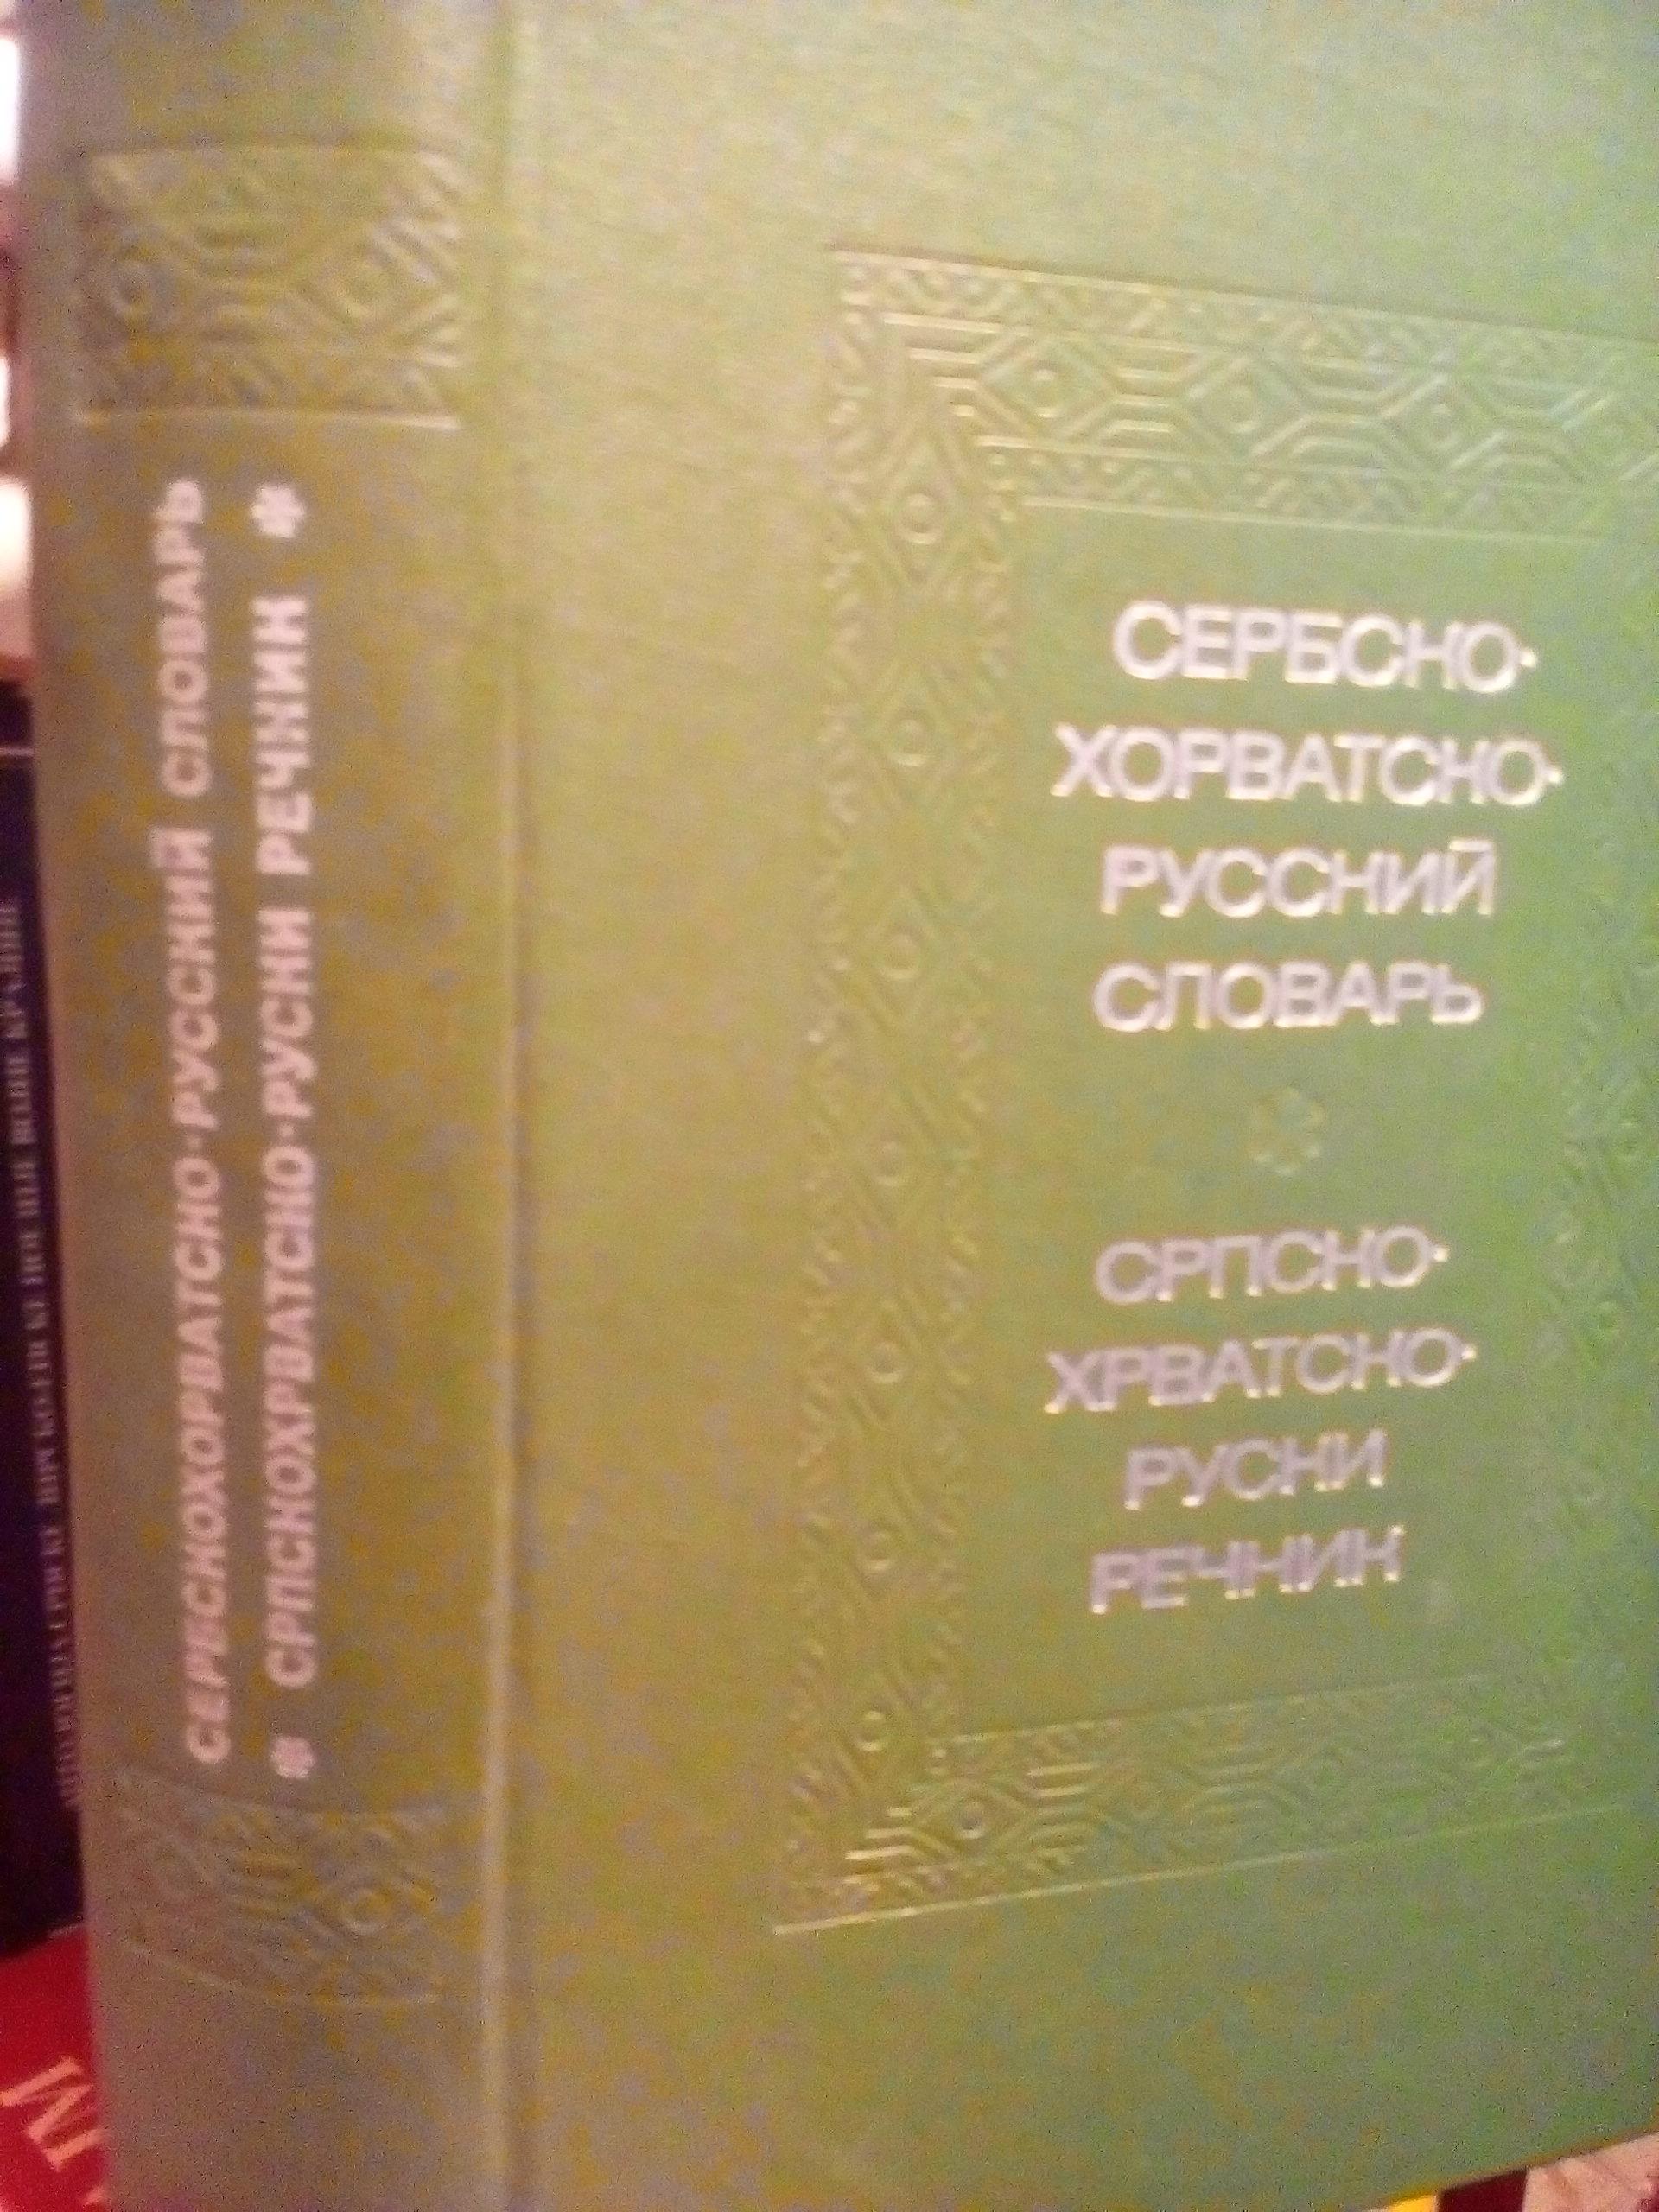 СЕРБСКОХОРВАТСКО-РУССКИЙ СЛОВАРЬ
* СРПСКОХРВАТСКО-РУСКИ РЕЧНИК *
СЕРБСКО-
ХОРВАТСКО-
РУССКИЙ
СЛОВАРЬ
СРПСКО-
ХРВАТСКО-
РУСКИ
РЕЧНИК